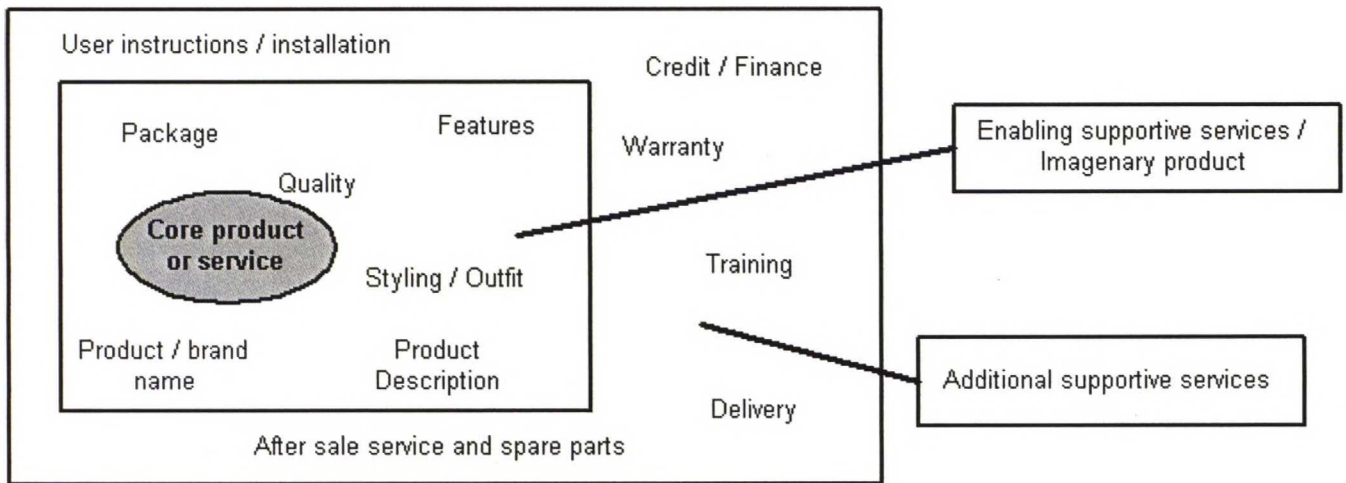 User instructions / installation
Credit / Finance
Package
Features
Warranty
Enabling supportive services /
Imagenary product
Quality
Core product
or service
Styling / Outfit
Training
Product / brand
name
Product
Description
Additional supportive services
Delivery
After sale service and spare parts